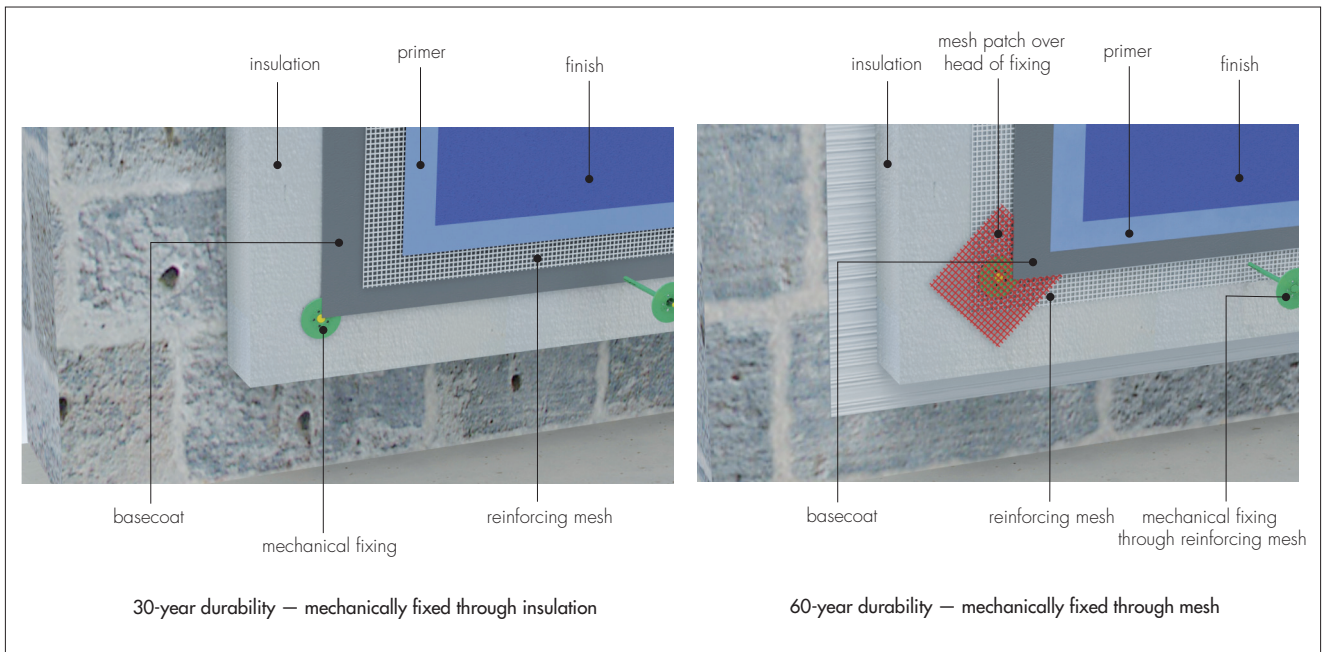 insulation
primer
finish
basecoat
mechanical fixing
reinforcing mesh
30-year durability — mechanically fixed through insulation
insulation
mesh patch over
head of fixing
primer
finish
basecoat
reinforcing mesh
mechanical fixing
through reinforcing mesh
60-year durability — mechanically fixed through mesh